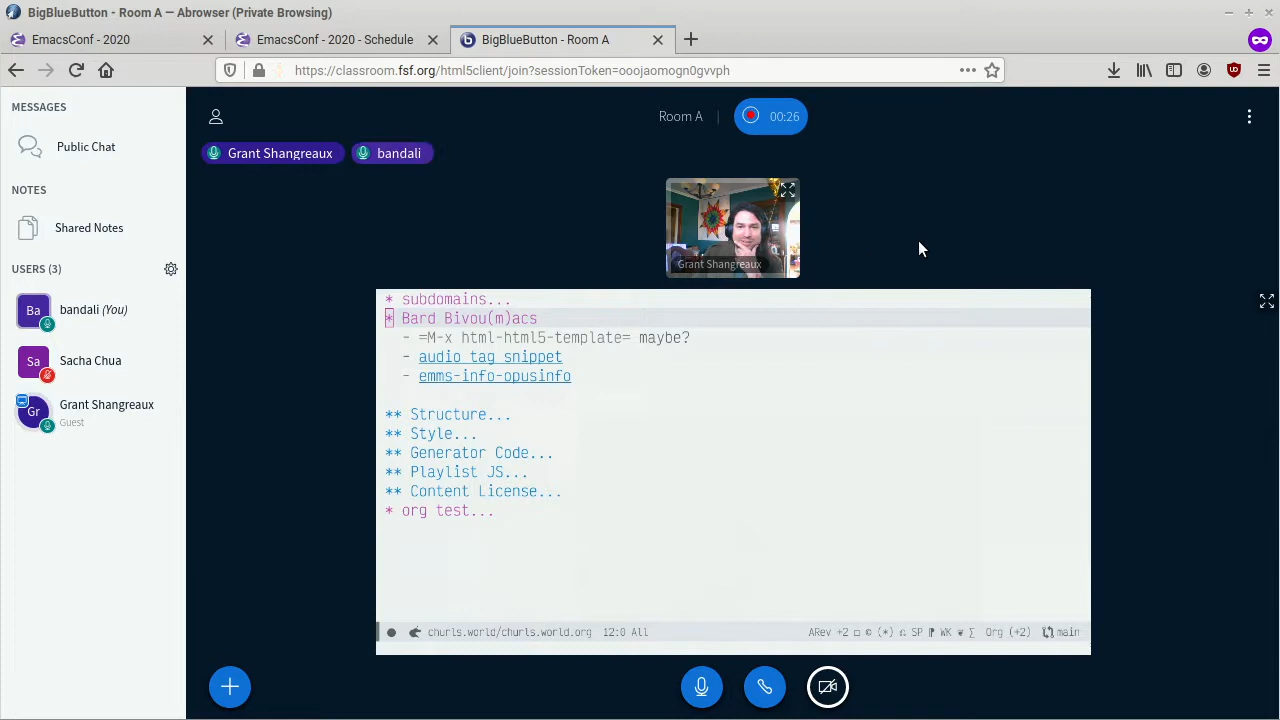 BigBlueButton - Room A — Abrowser (Private Browsing)
EmacsConf - 2020
EmacsConf - 2020 - Schedule
BigBlueButton - Room A
https://classroom.fsf.org/html5client/join?sessionToken=ooojaomogn0gvvph
MESSAGES
Public Chat
NOTES
Shared Notes
USERS (3)
Ba
bandali (You)
Sa
Sacha Chua
Gr
Grant Shangreaux
Guest
Room A
00:26
Grant Shangreaux
bandali
Grant Shangreaux
* subdomains...
* Bard Bivou(m)acs
- =M-x html-html5-template= maybe?
- audio tag snippet
- emms-info-opusinfo
** Structure...
** Style...
** Generator Code...
** Playlist JS...
** Content License...
* org test...
churls.world/churls.world.org 12:0 All
ARev +2
SP
WK
Org (+2)
main